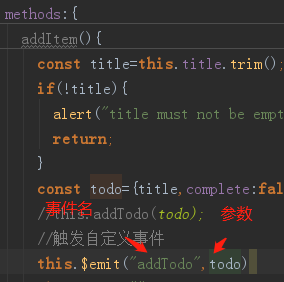 methods:{
addItem(){
const title=this.title.trim();
if(!title){
alert("title must not be empt
return;
}
const todo={title,complete:fal
事件名
//this.addTodo(todo);
参数
//触发自定义事件
this.$emit("addTodo",todo)